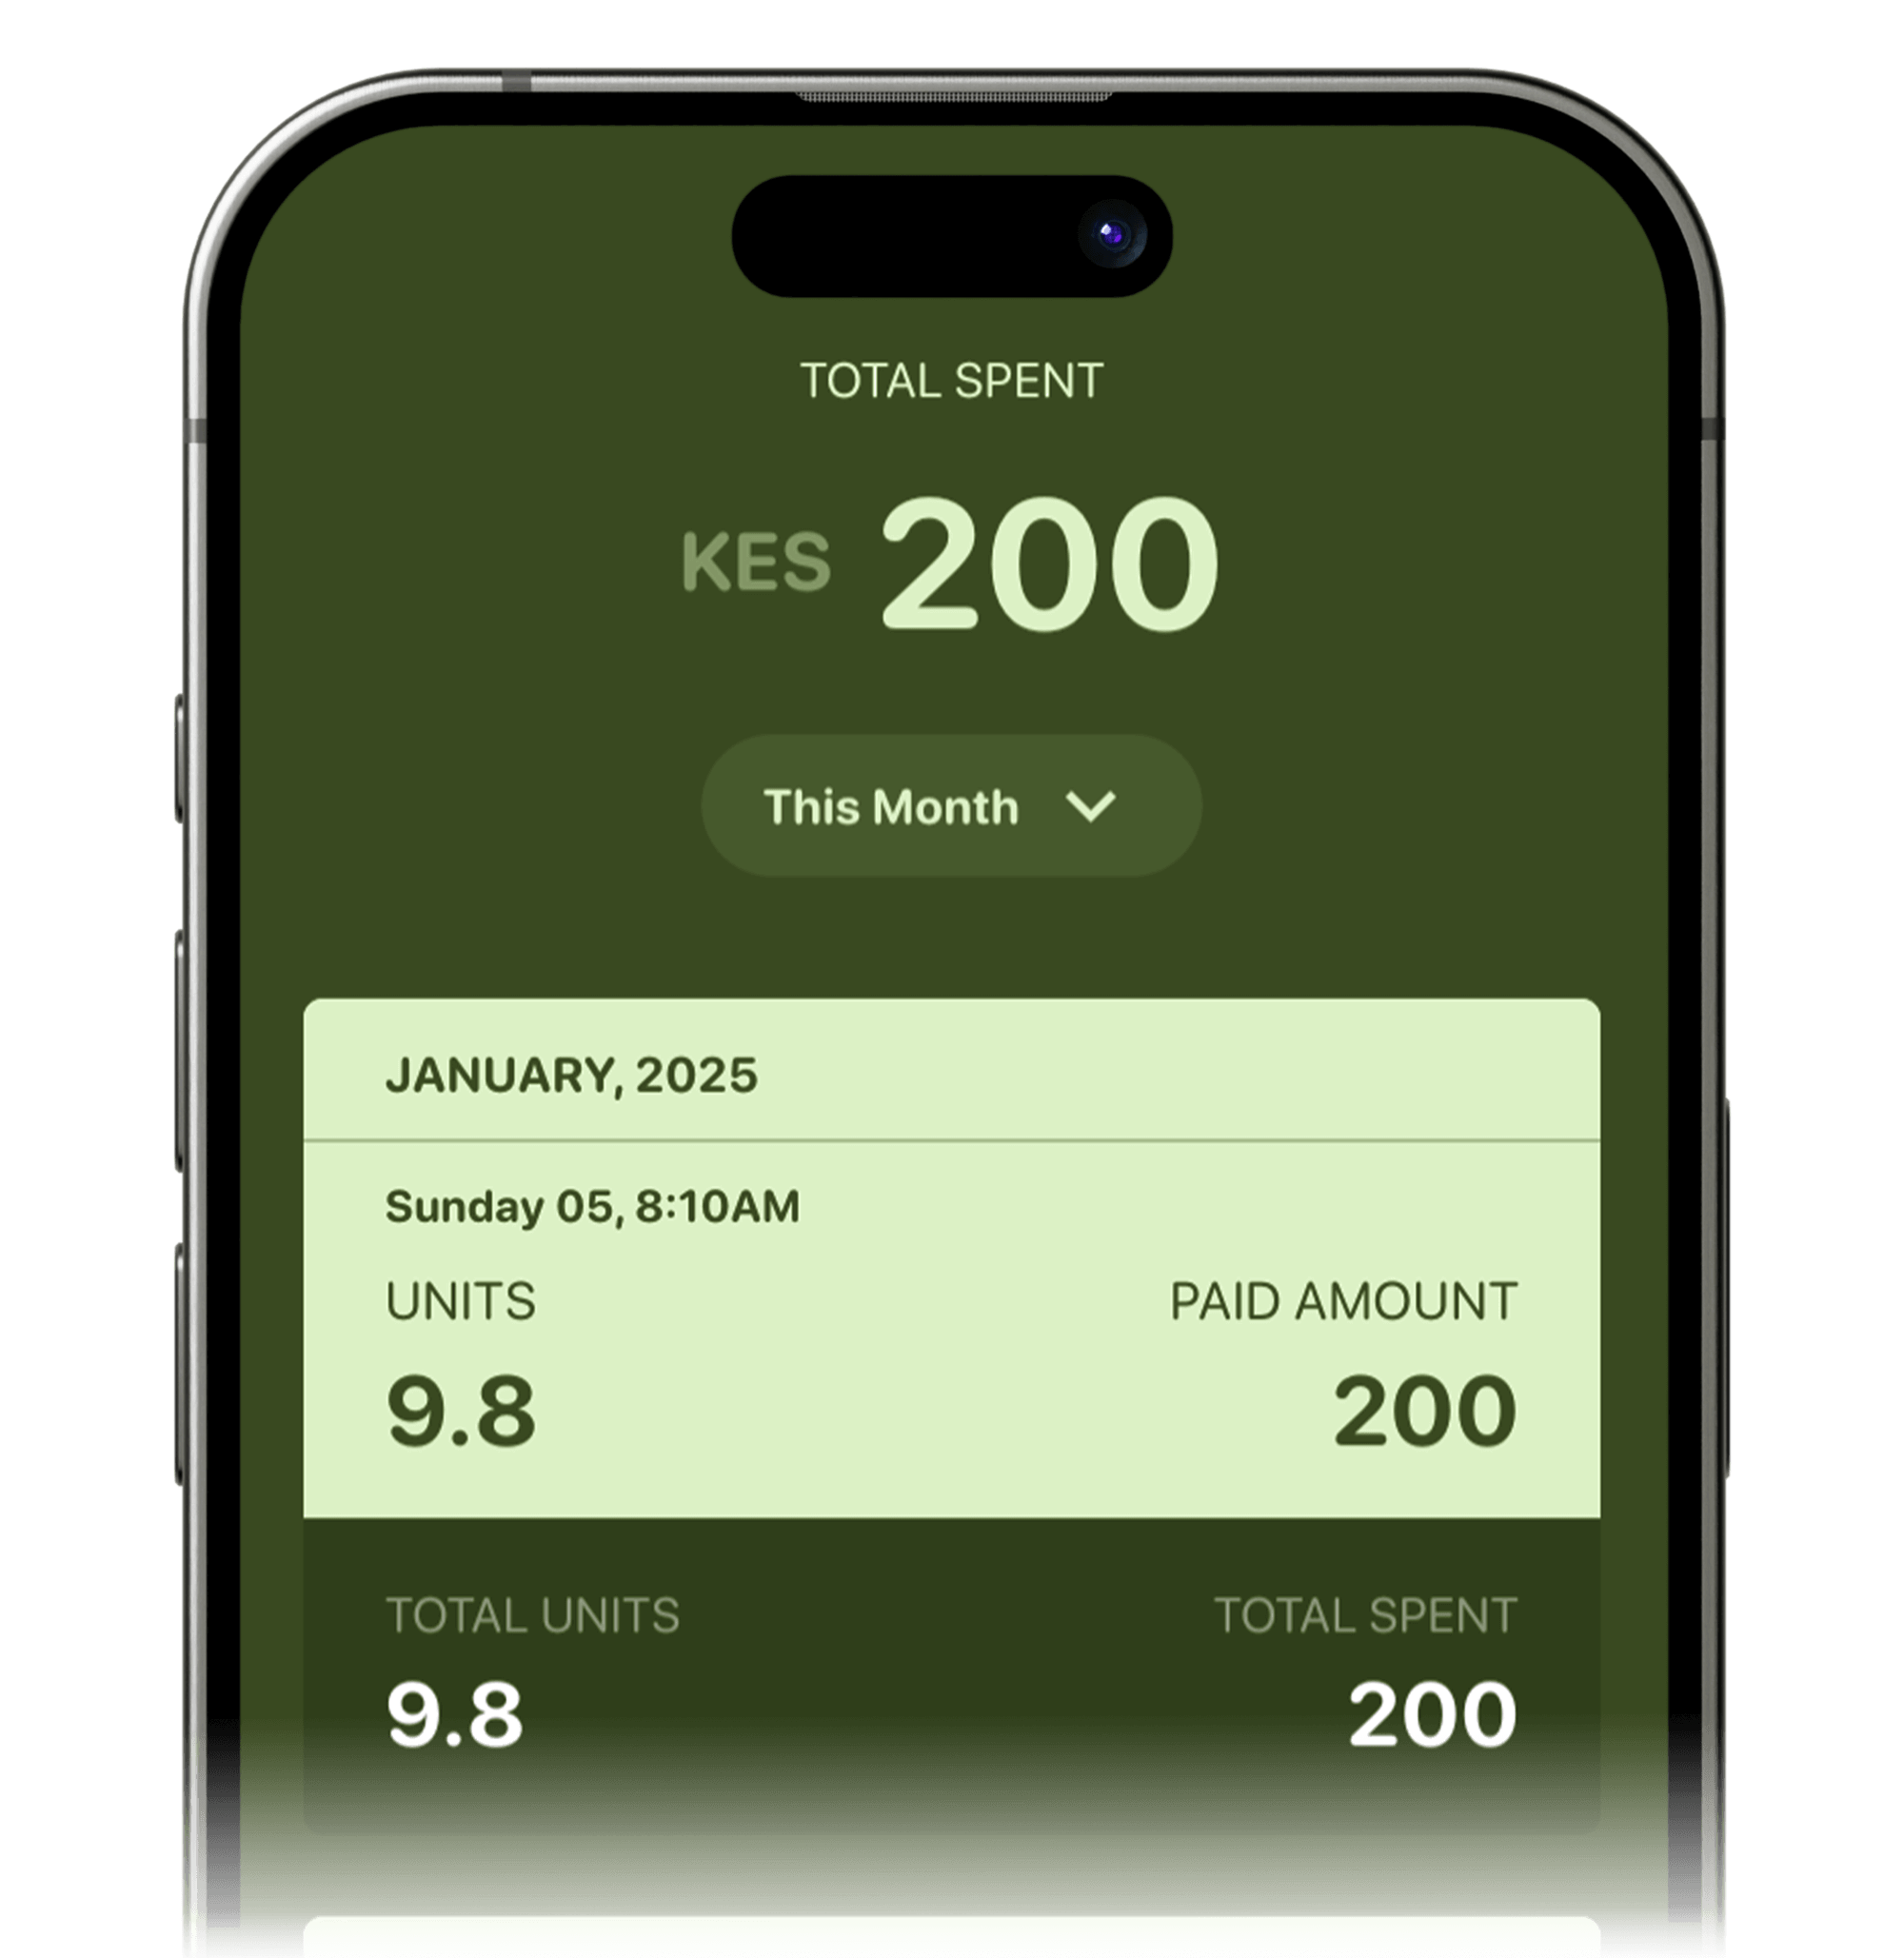 TOTAL SPENT
KES 200
This Month
JANUARY, 2025
Sunday 05, 8:10AM
UNITS PAID AMOUNT
9.8 200
TOTAL UNITS TOTAL SPENT
9.8 200